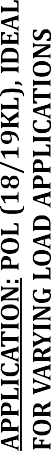 APPLICATION: POL (18/19KL), IDEAL
FOR VARYING LOAD APPLICATIONS